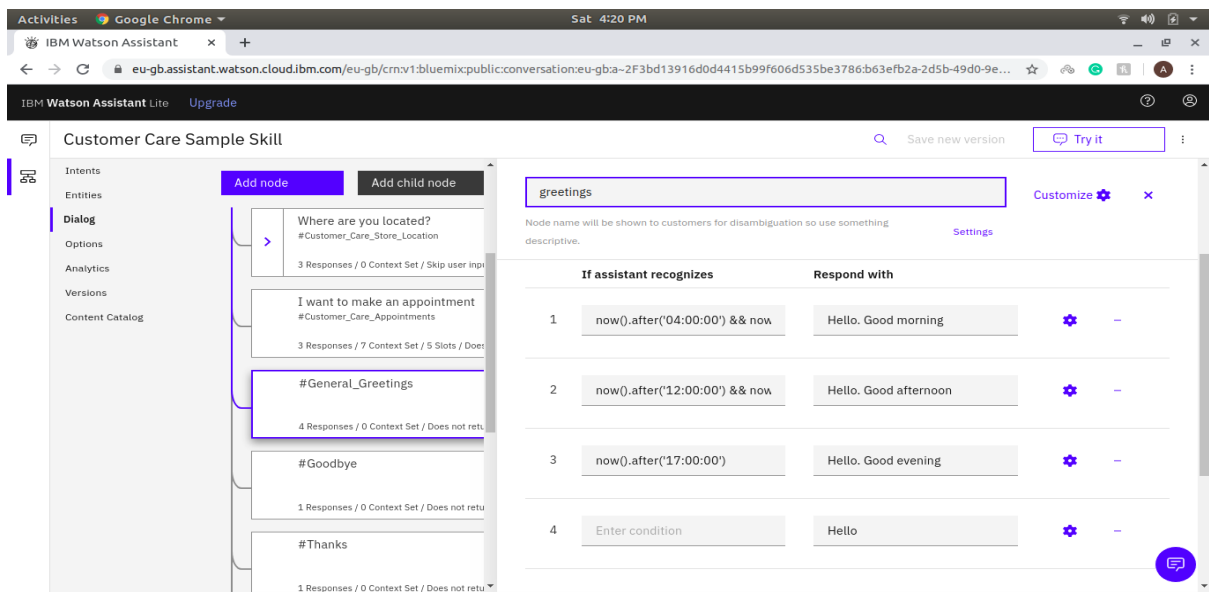 Activities Google Chrome Sat 4:20 PM
IBM Watson Assistant
eu-gb.assistant.watson.cloud.ibm.com/eu-gb/crn:v1:bluemix:public:conversation:eu-gb:a~2F3bd13916d0d4415b99f606d535be3786:b63efb2a-2d5b-49d0-9e... A
IBM Watson Assistant Lite Upgrade
Customer Care Sample Skill Save new version Try it
Intents
Entities
Dialog
Options
Analytics
Versions
Content Catalog
Add node Add child node
Where are you located?
#Customer_Care_Store_Location
3 Responses / 0 Context Set / Skip user inpu
I want to make an appointment
#Customer_Care_Appointments
3 Responses / 7 Context Set / 5 Slots / Does
#General_Greetings
4 Responses / 0 Context Set / Does not retu
#Goodbye
1 Responses / 0 Context Set / Does not retu
#Thanks
1 Responses / 0 Context Set / Does not retu
greetings Customize
Node name will be shown to customers for disambiguation so use something
descriptive. Settings
If assistant recognizes Respond with
1 now().after('04:00:00') && now Hello. Good morning
2 now().after('12:00:00') && now Hello. Good afternoon
3 now().after('17:00:00') Hello. Good evening
4 Enter condition Hello